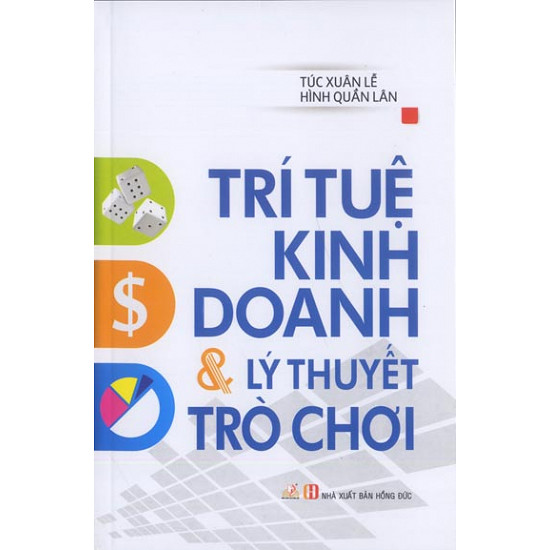 TÚC XUÂN LỄ
HÌNH QUẦN LÂN
TRÍ TUỆ
KINH
DOANH
& LÝ THUYẾT
TRÒ CHƠI
NHÀ XUẤT BẢN HỒNG ĐỨC